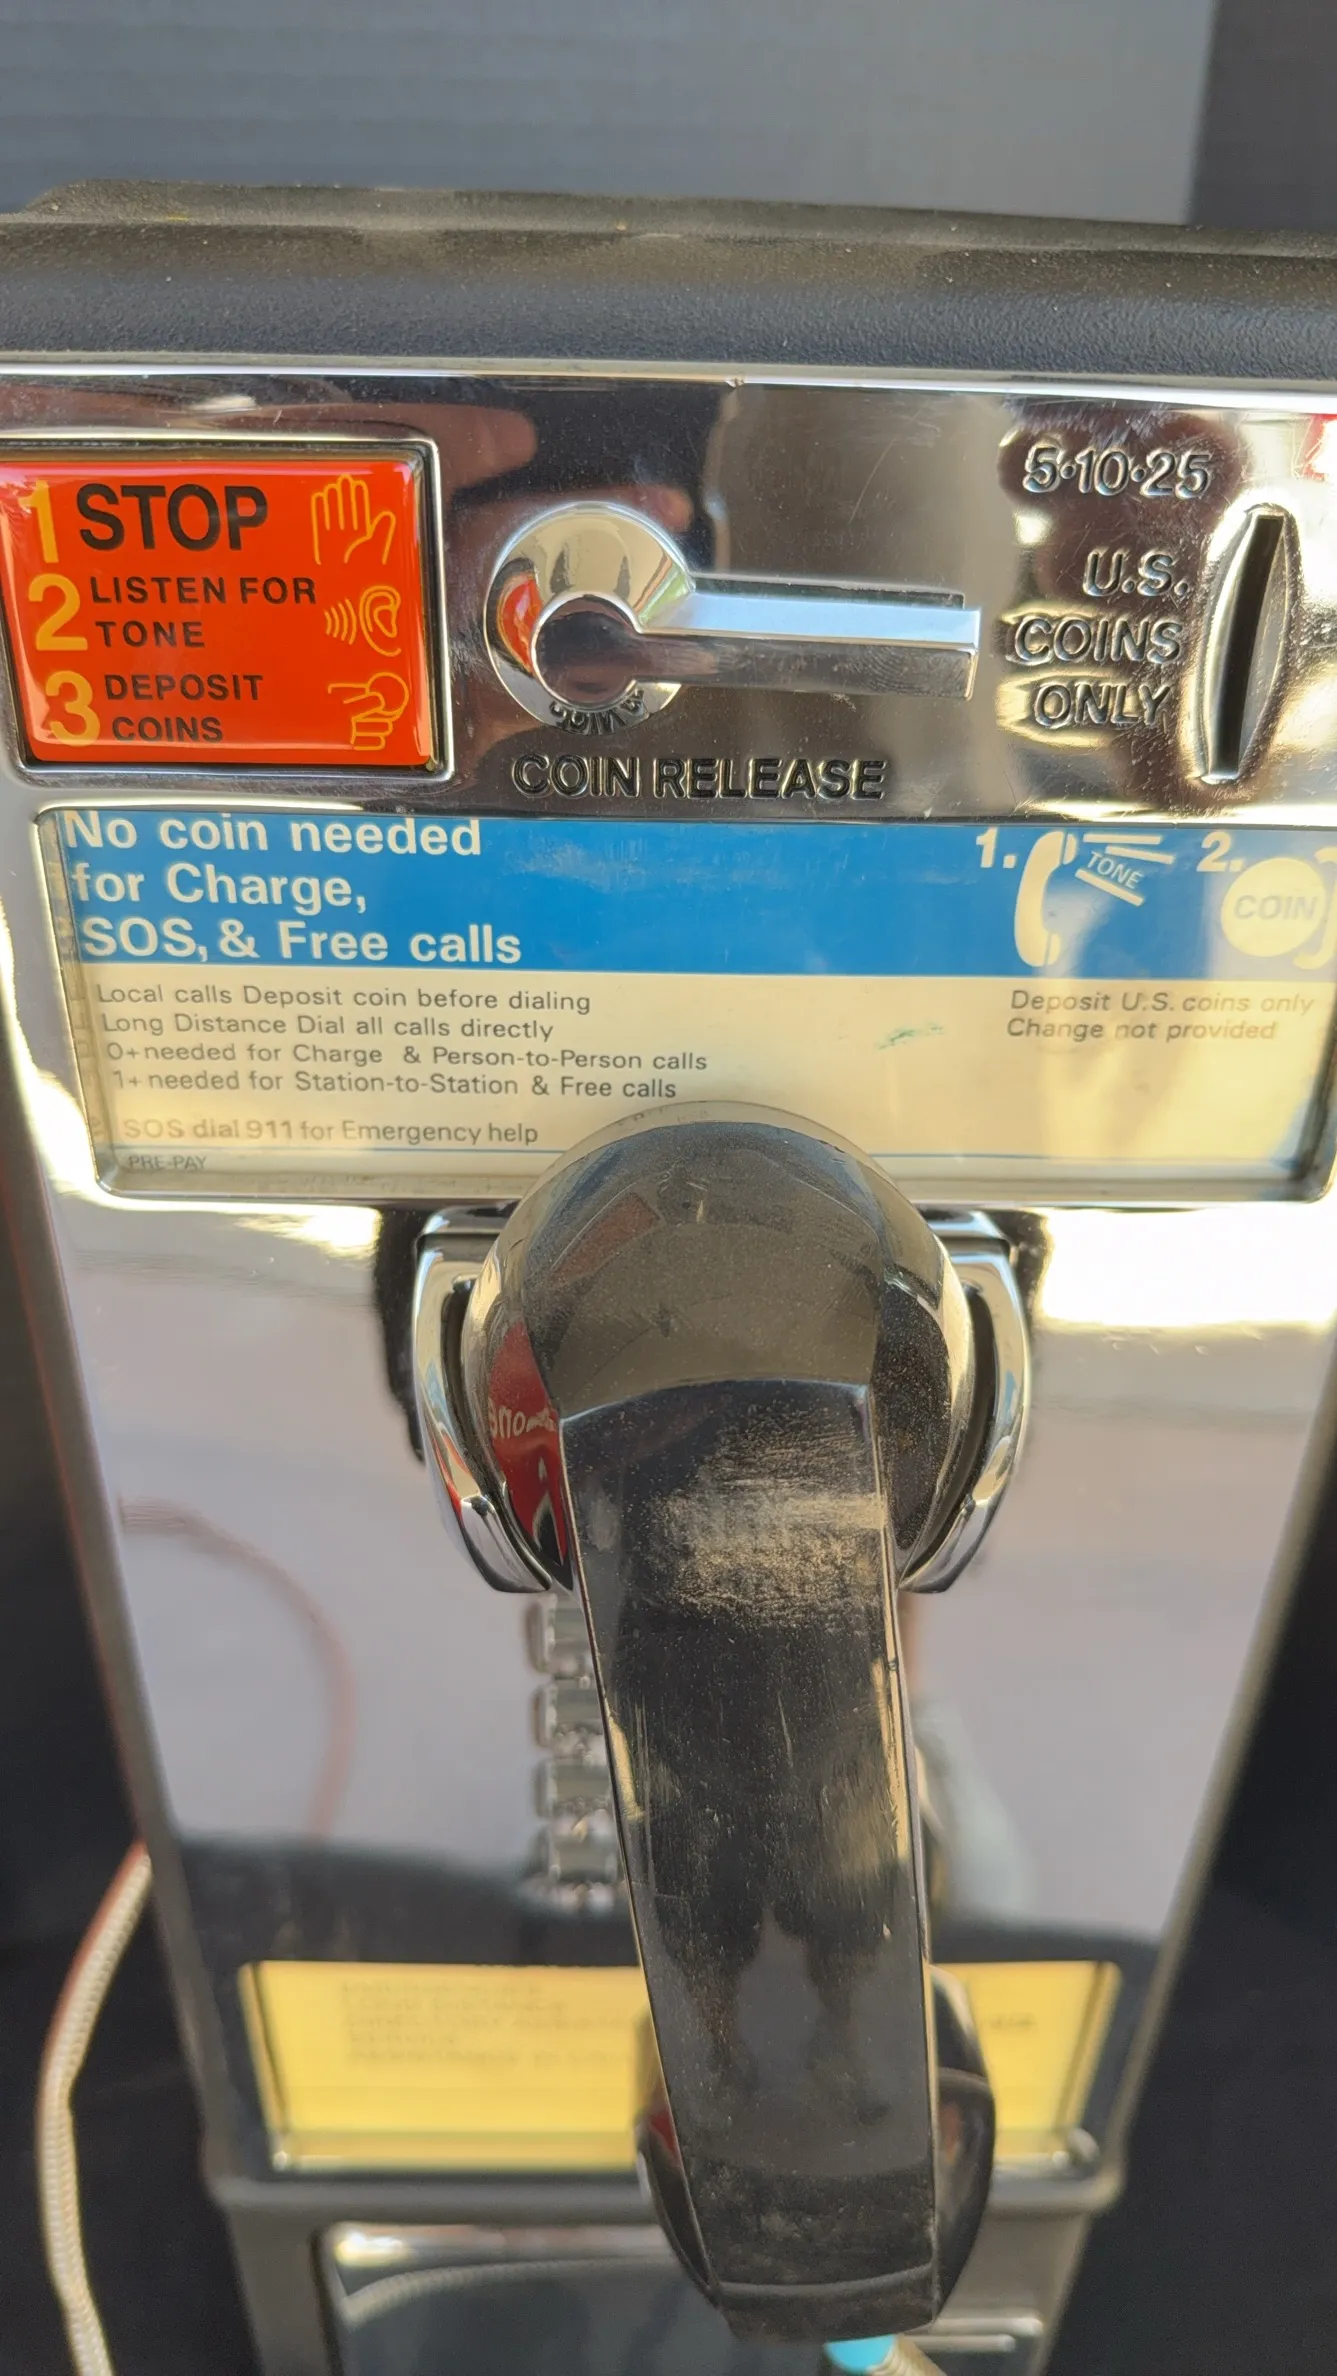 1 STOP
2 LISTEN FOR
TONE
3 DEPOSIT
COINS
5•10•25
U.S.
COINS
ONLY
COIN RELEASE
No coin needed
for Charge,
SOS, & Free calls
1. TONE 2. COIN
Local calls Deposit coin before dialing
Long Distance Dial all calls directly
0+ needed for Charge & Person-to-Person calls
1+ needed for Station-to-Station & Free calls
SOS dial 911 for Emergency help
PRE-PAY
Deposit U.S. coins only
Change not provided